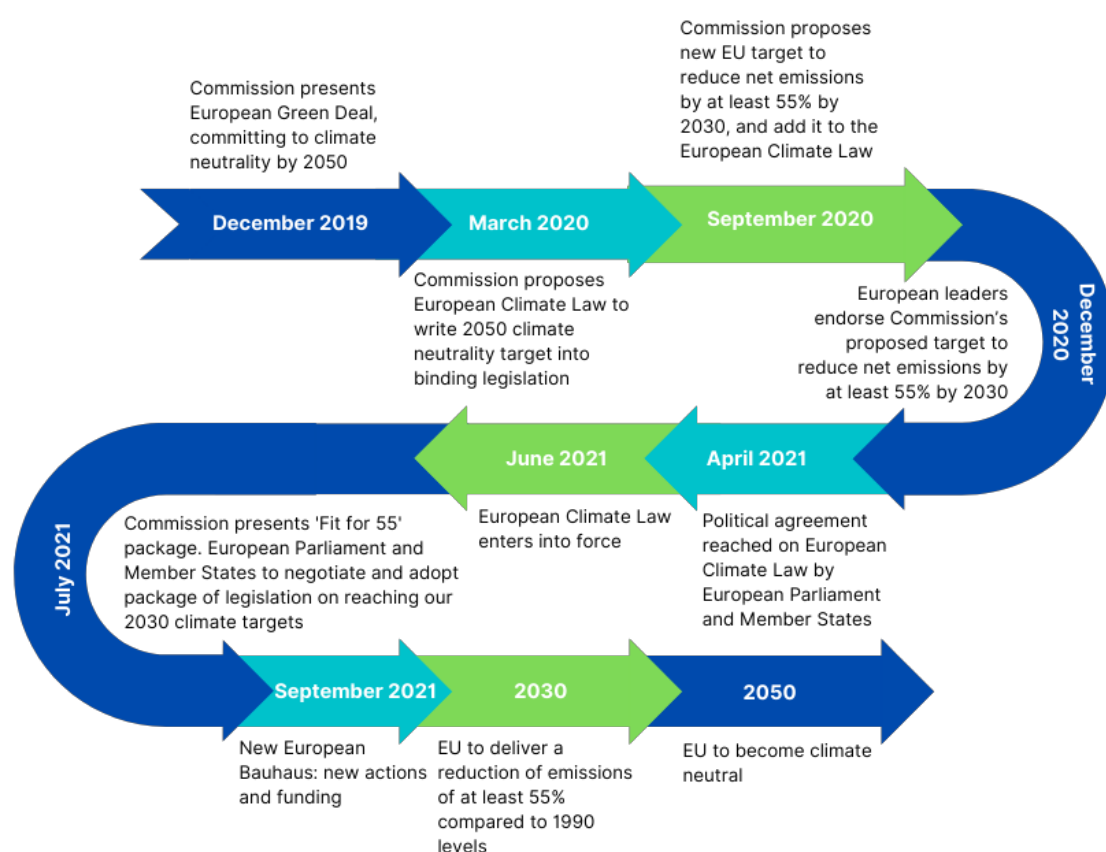 Commission presents
European Green Deal,
committing to climate
neutrality by 2050
December 2019
March 2020
Commission proposes
European Climate Law to
write 2050 climate
neutrality target into
binding legislation
Commission proposes
new EU target to
reduce net emissions
by at least 55% by
2030, and add it to the
European Climate Law
September 2020
December
2020
European leaders
endorse Commission’s
proposed target to
reduce net emissions by
at least 55% by 2030
April 2021
Political agreement
reached on European
Climate Law by
European Parliament
and Member States
June 2021
European Climate Law
enters into force
July 2021
Commission presents 'Fit for 55'
package. European Parliament and
Member States to negotiate and adopt
package of legislation on reaching our
2030 climate targets
September 2021
New European
Bauhaus: new actions
and funding
2030
EU to deliver a
reduction of emissions
of at least 55%
compared to 1990
levels
2050
EU to become climate
neutral